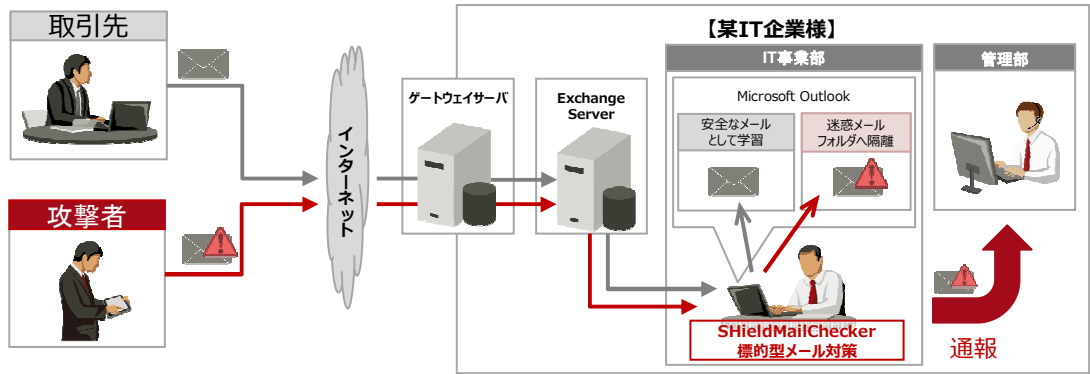 取引先
攻撃者
インターネット
【某IT企業様】
ゲートウェイサーバ
Exchange
Server
IT事業部
Microsoft Outlook
安全なメール
として学習
迷惑メール
フォルダへ隔離
SHieldMailChecker
標的型メール対策
管理部
通報